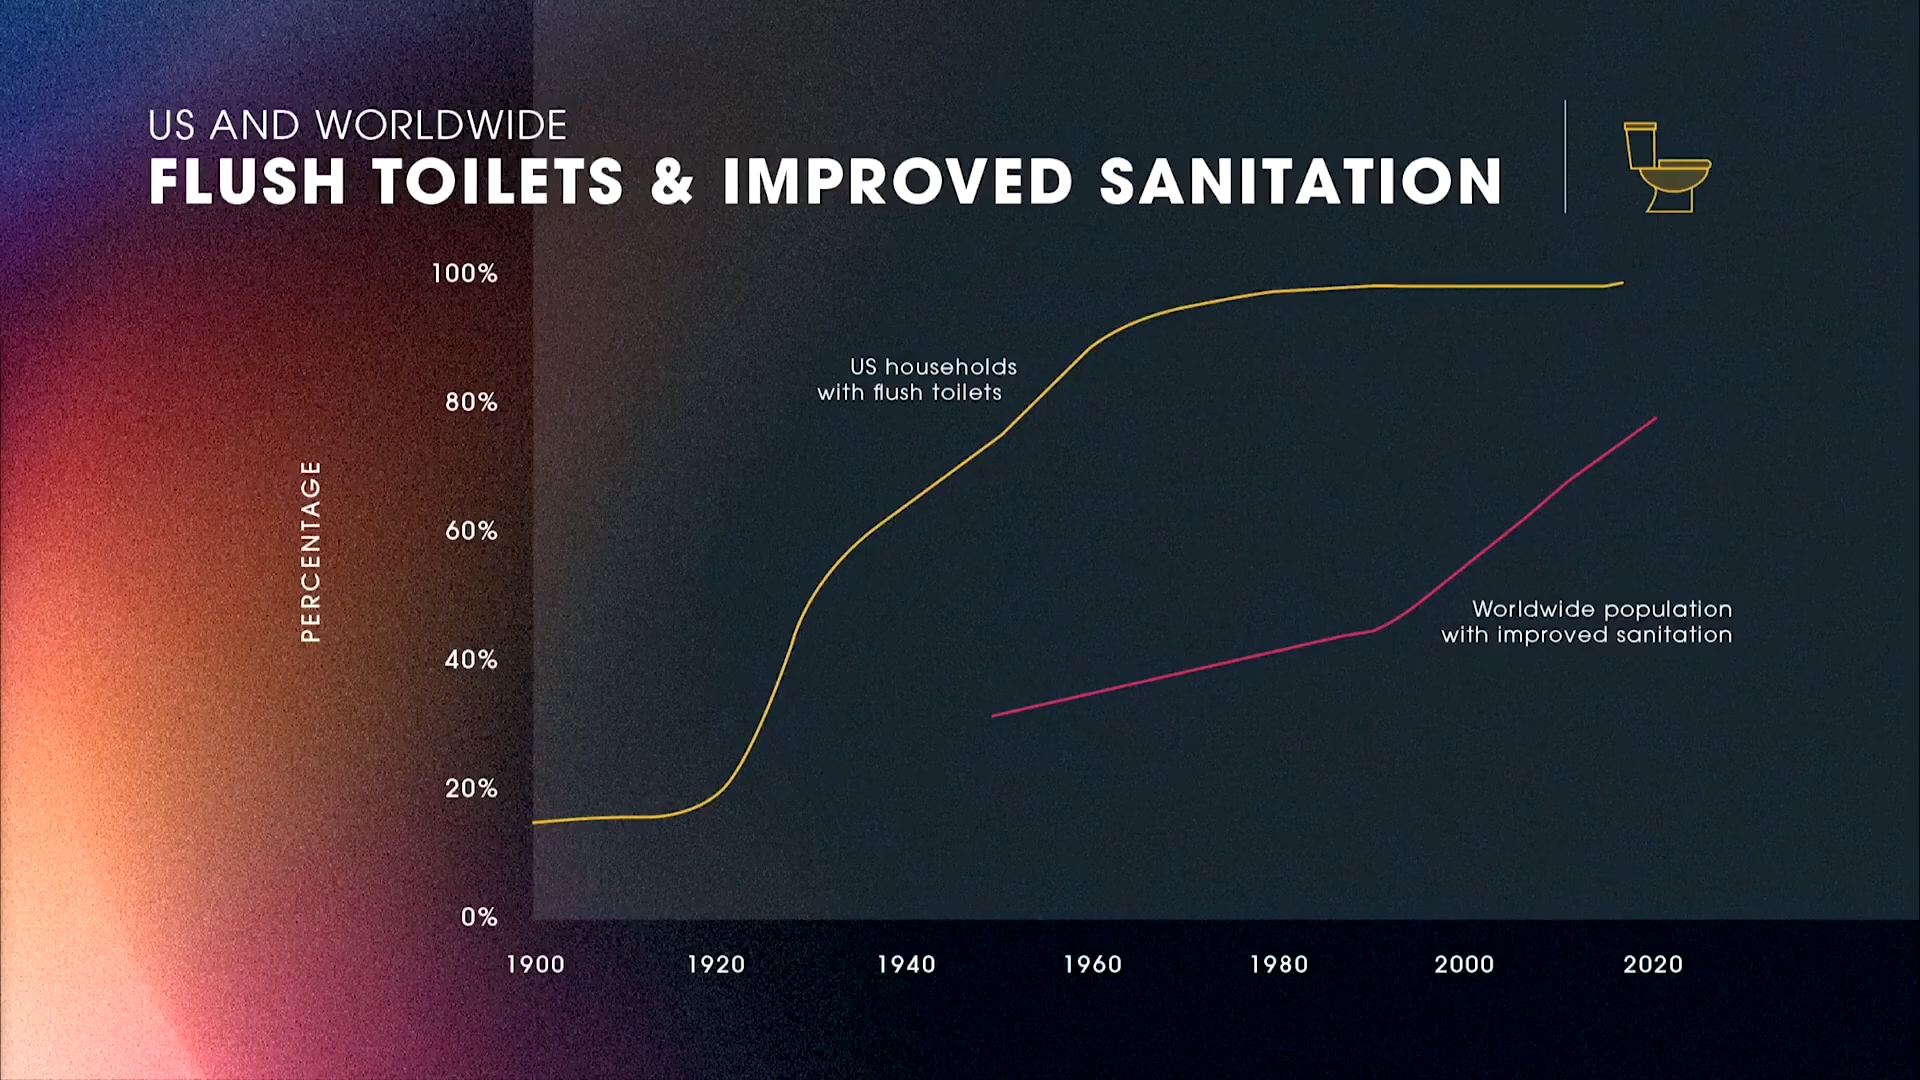 US AND WORLDWIDE
FLUSH TOILETS & IMPROVED SANITATION
100%
80%
60%
40%
20%
0%
PERCENTAGE
US households
with flush toilets
Worldwide population
with improved sanitation
1900
1920
1940
1960
1980
2000
2020